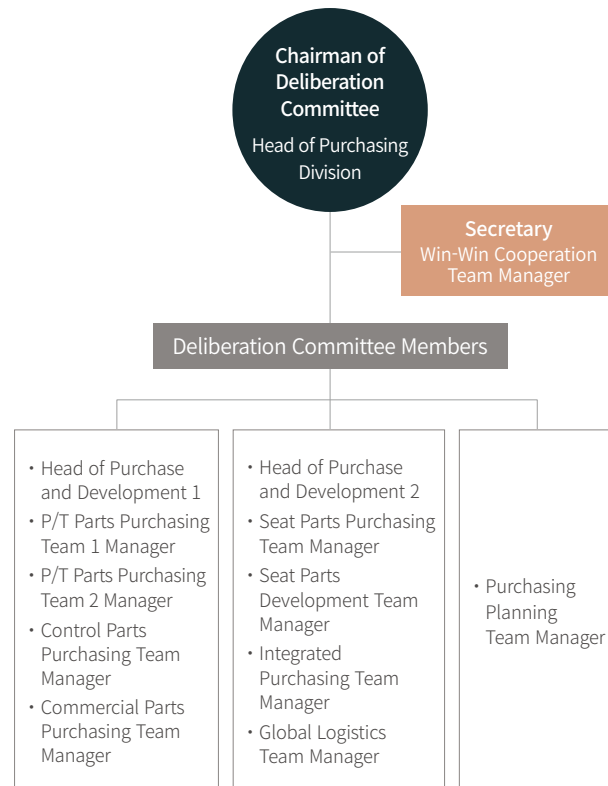 Chairman of
Deliberation
Committee
Head of Purchasing
Division
Secretary
Win-Win Cooperation
Team Manager
Deliberation Committee Members
・Head of Purchase
and Development 1
・P/T Parts Purchasing
Team 1 Manager
・P/T Parts Purchasing
Team 2 Manager
・Control Parts
Purchasing Team
Manager
・Commercial Parts
Purchasing Team
Manager
・Head of Purchase
and Development 2
・Seat Parts Purchasing
Team Manager
・Seat Parts
Development Team
Manager
・Integrated
Purchasing Team
Manager
・Global Logistics
Team Manager
・Purchasing
Planning
Team Manager